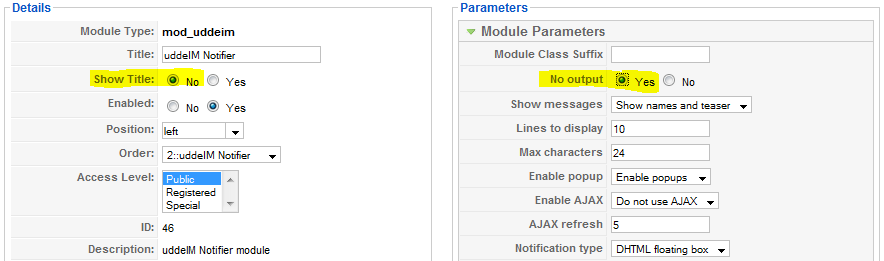 Details
Module Type: mod_uddeim
Title: uddeIM Notifier
Show Title: No Yes
Enabled: No Yes
Position: left
Order: 2::uddeIM Notifier
Access Level: Public
Registered
Special
ID: 46
Description: uddeIM Notifier module
Parameters
Module Parameters
Module Class Suffix
No output Yes No
Show messages Show names and teaser
Lines to display 10
Max characters 24
Enable popup Enable popups
Enable AJAX Do not use AJAX
AJAX refresh 5
Notification type DHTML floating box